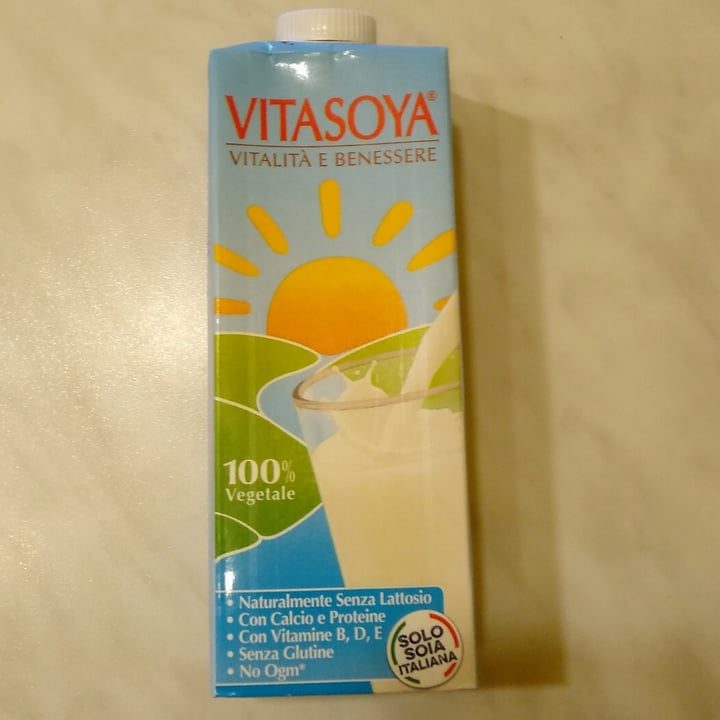 VITASOYA®
VITALITÀ E BENESSERE
100%
Vegetale
• Naturalmente Senza Lattosio
• Con Calcio e Proteine
• Con Vitamine B, D, E
• Senza Glutine
• No Ogm*
SOLO
SOIA
ITALIANA